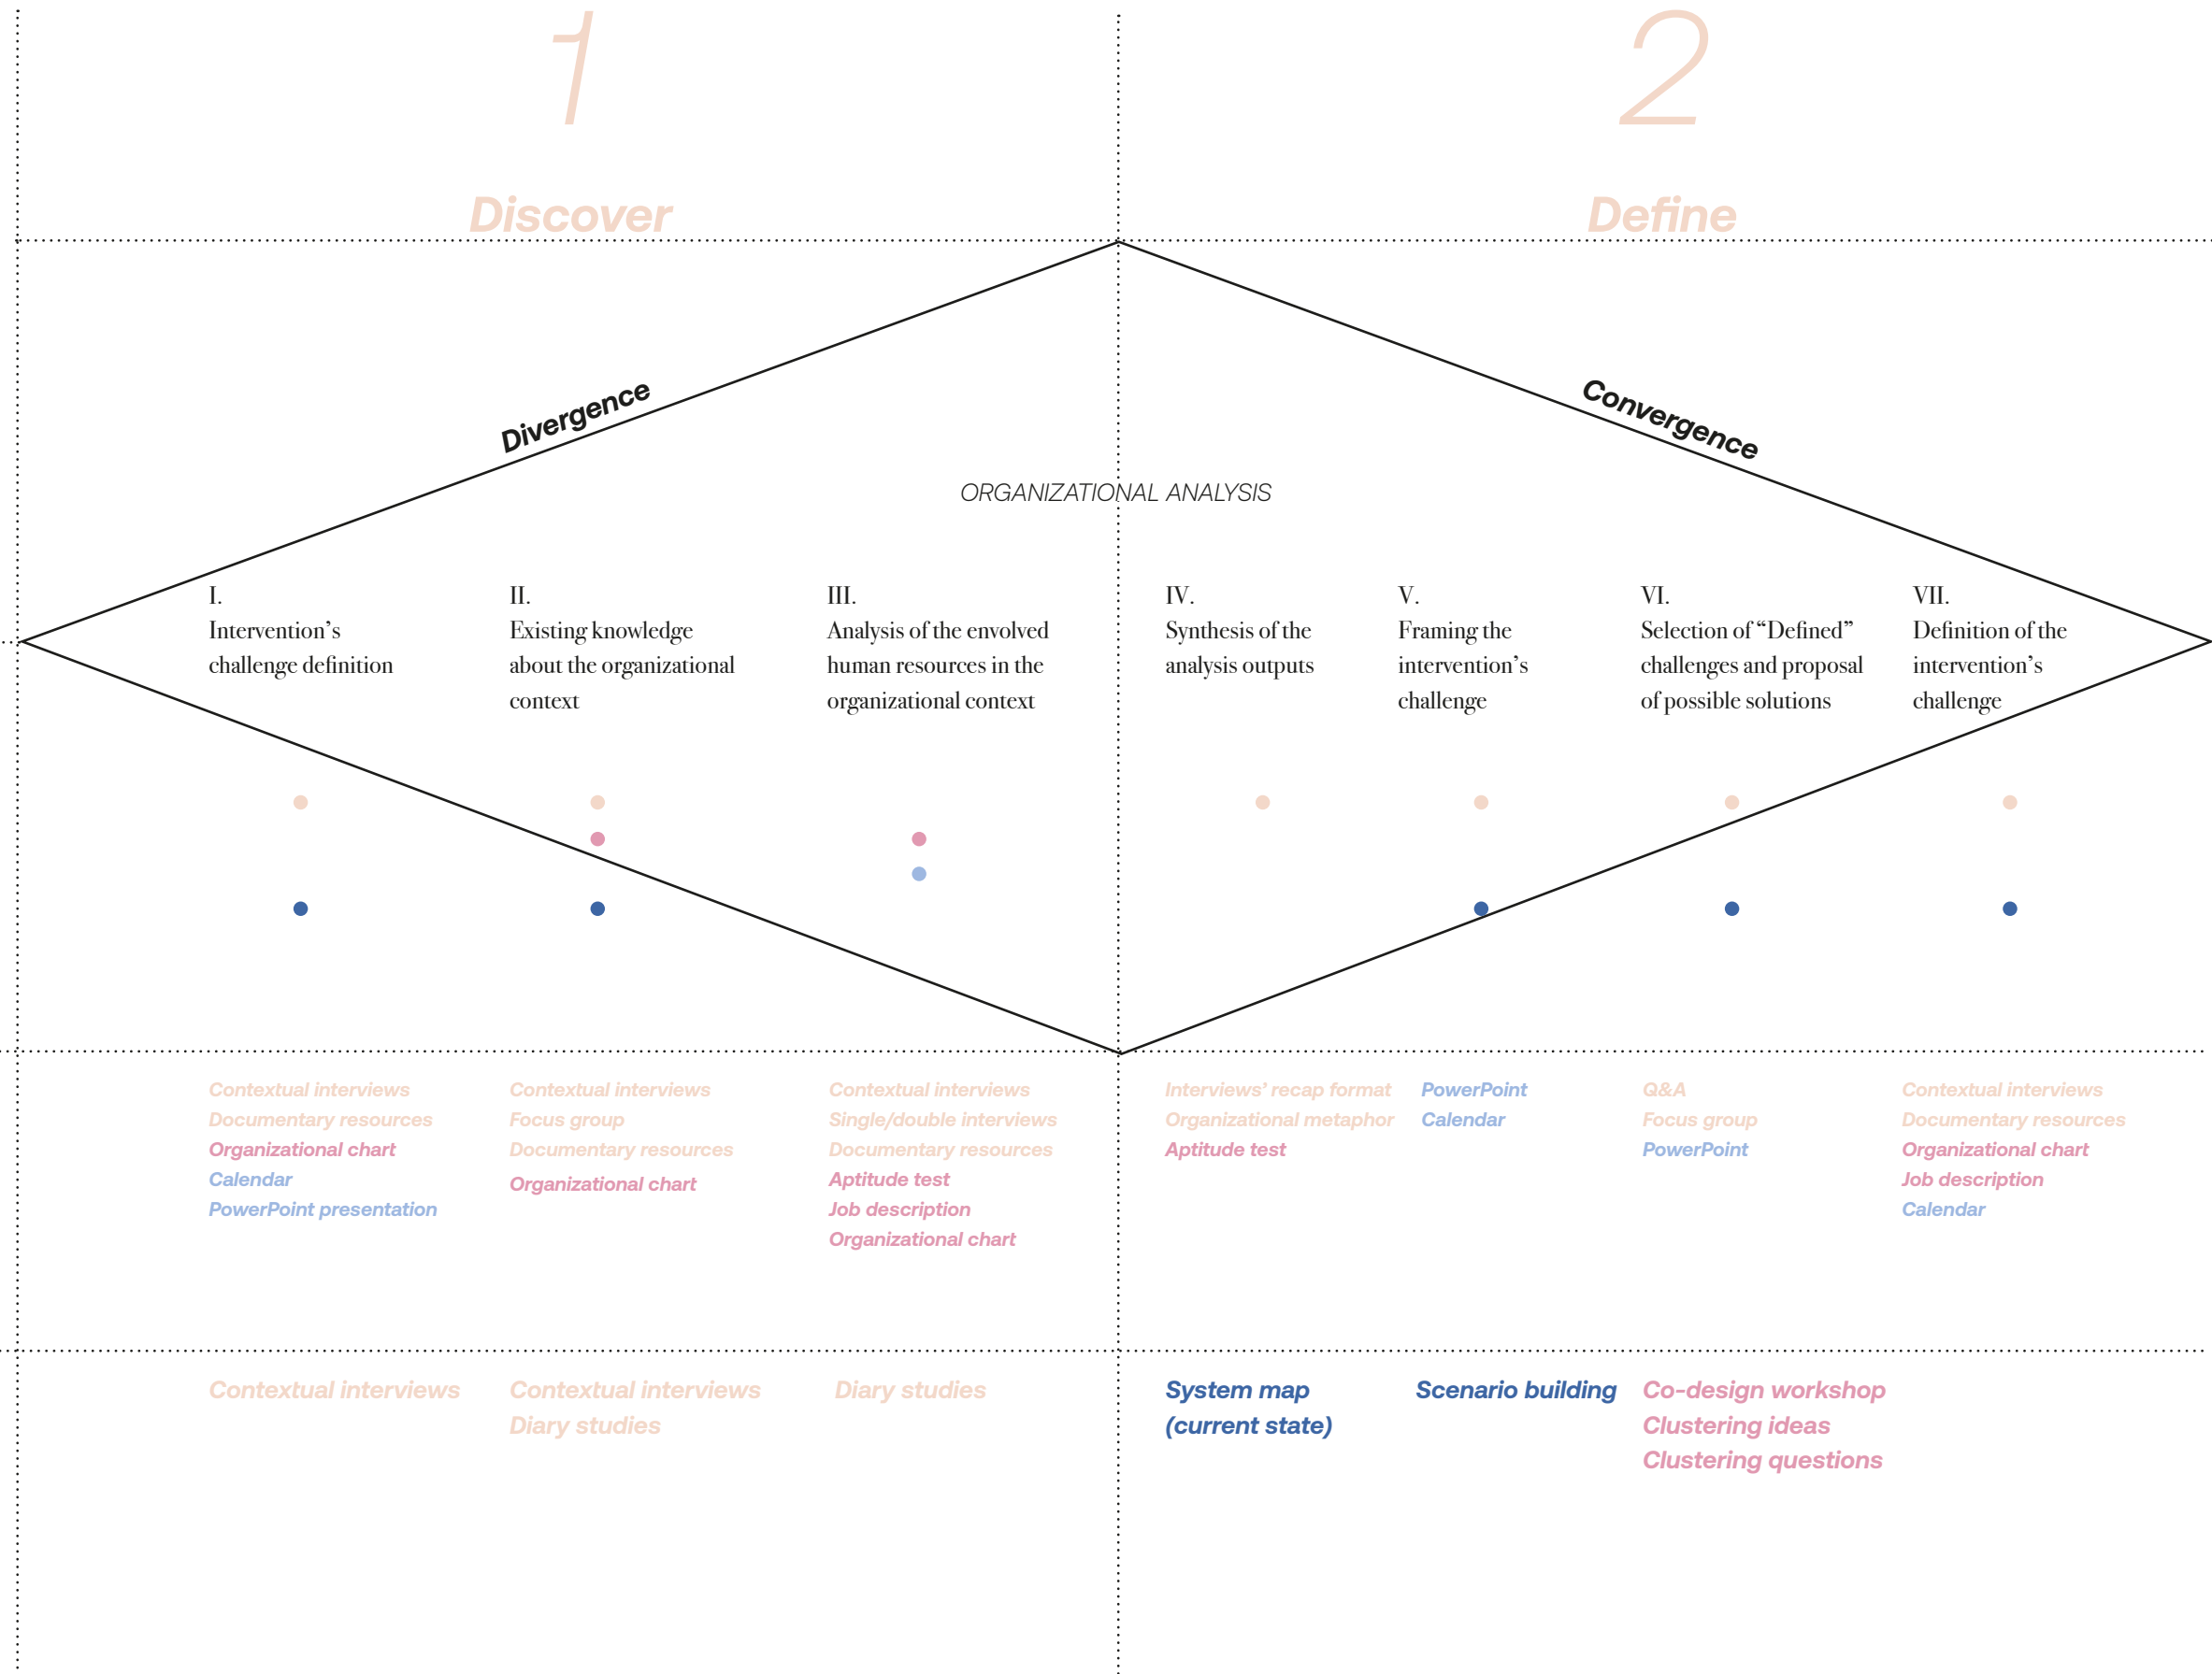 1
2
Discover
Define
Divergence
Convergence
ORGANIZATIONAL ANALYSIS
I.
Intervention’s
challenge definition
II.
Existing knowledge
about the organizational
context
III.
Analysis of the envolved
human resources in the
organizational context
IV.
Synthesis of the
analysis outputs
V.
Framing the
intervention’s
challenge
VI.
Selection of “Defined”
challenges and proposal
of possible solutions
VII.
Definition of the
intervention’s
challenge
Contextual interviews
Documentary resources
Organizational chart
Calendar
PowerPoint presentation
Contextual interviews
Focus group
Documentary resources
Organizational chart
Contextual interviews
Single/double interviews
Documentary resources
Aptitude test
Job description
Organizational chart
Interviews’ recap format
Organizational metaphor
Aptitude test
PowerPoint
Calendar
Q&A
Focus group
PowerPoint
Contextual interviews
Documentary resources
Organizational chart
Job description
Calendar
Contextual interviews
Contextual interviews
Diary studies
Diary studies
System map
(current state)
Scenario building
Co-design workshop
Clustering ideas
Clustering questions